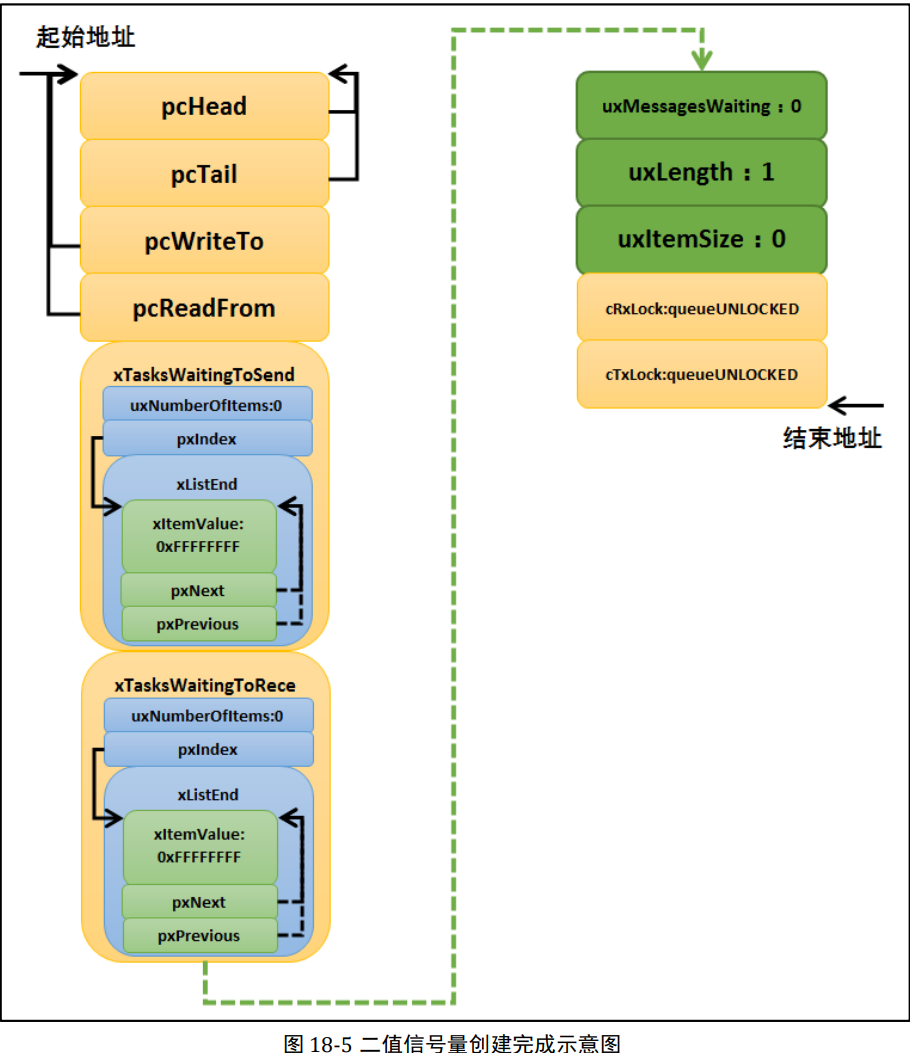 起始地址
pcHead
pcTail
pcWriteTo
pcReadFrom
xTasksWaitingToSend
uxNumberOfItems:0
pxIndex
xListEnd
xItemValue:
0xFFFFFFFF
pxNext
pxPrevious
xTasksWaitingToRece
uxNumberOfItems:0
pxIndex
xListEnd
xItemValue:
0xFFFFFFFF
pxNext
pxPrevious
uxMessagesWaiting：0
uxLength：1
uxItemSize：0
cRxLock:queueUNLOCKED
cTxLock:queueUNLOCKED
结束地址
图 18-5 二值信号量创建完成示意图